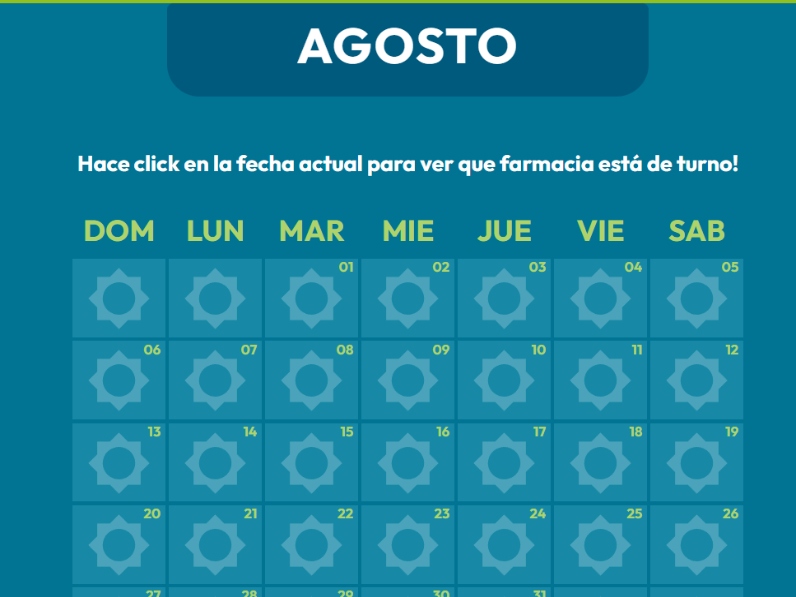 AGOSTO
Hace click en la fecha actual para ver que farmacia está de turno!
DOM LUN MAR MIE JUE VIE SAB
01 02 03 04 05
06 07 08 09 10 11 12
13 14 15 16 17 18 19
20 21 22 23 24 25 26
27 28 29 30 31